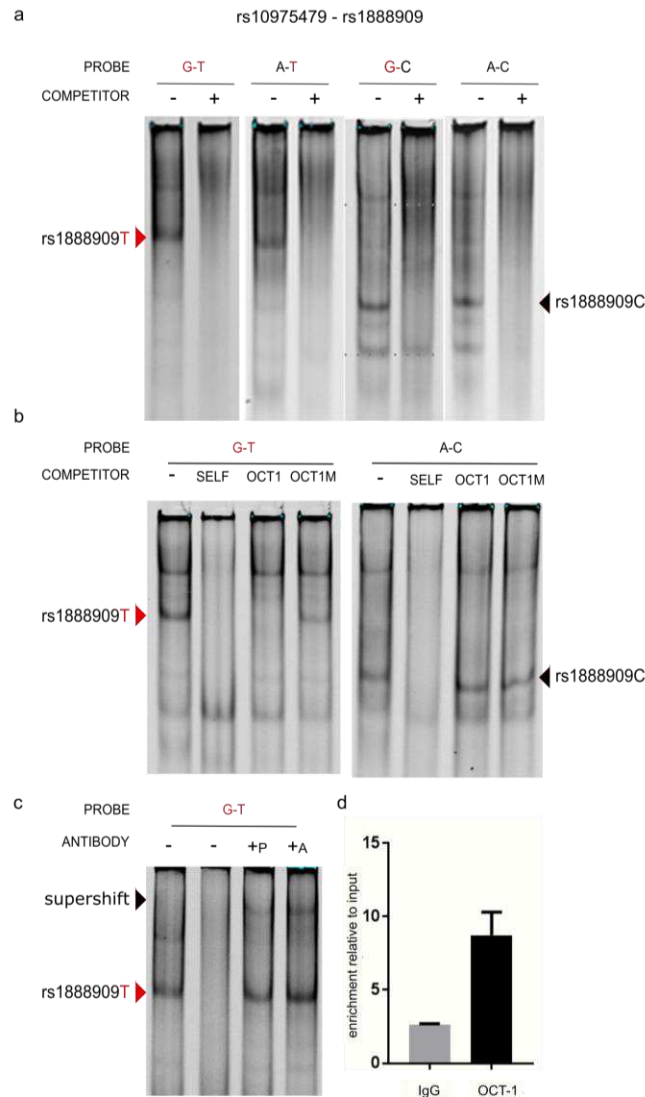 a rs10975479 - rs1888909
PROBE G-T A-T G-C A-C
COMPETITOR - + - + - + - +
rs1888909T
rs1888909C
b
PROBE G-T A-C
COMPETITOR - SELF OCT1 OCT1M - SELF OCT1 OCT1M
rs1888909T
rs1888909C
c
PROBE G-T
ANTIBODY - - +P +A
supershift
rs1888909T
d
enrichment relative to input
15
10
5
0
IgG OCT-1